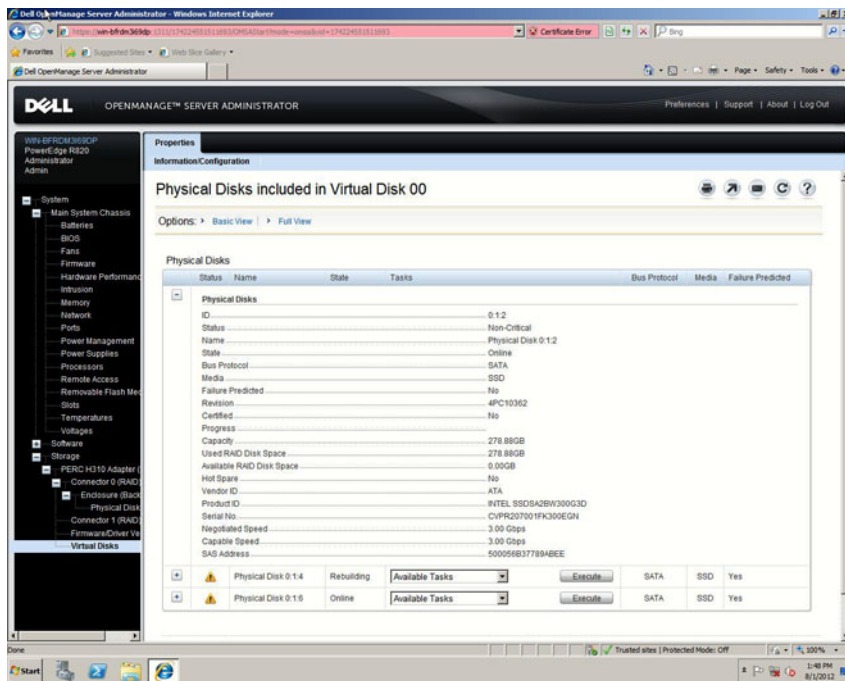 Dell OpenManage Server Administrator - Windows Internet Explorer
Certificate Error
Bing
Favorites
Suggested Sites
Web Slice Gallery
Dell OpenManage Server Administrator
Page
Safety
Tools
DELL
OPENMANAGE™ SERVER ADMINISTRATOR
Preferences | Support | About | Log Out
WIN-BFRDM3I69DP
PowerEdge R820
Administrator
Admin
System
Main System Chassis
Batteries
BIOS
Fans
Firmware
Hardware Performanc
Intrusion
Memory
Network
Ports
Power Management
Power Supplies
Processors
Remote Access
Removable Flash Med
Slots
Temperatures
Voltages
Software
Storage
PERC H310 Adapter (
Connector 0 (RAID)
Enclosure (Back
Physical Disk
Connector 1 (RAID)
Firmware/Driver Ve
Virtual Disks
Properties
Information/Configuration
Physical Disks included in Virtual Disk 00
Options: Basic View | Full View
Physical Disks
Status Name State Tasks Bus Protocol Media Failure Predicted
Physical Disks
ID 0:1:2
Status Non-Critical
Name Physical Disk 0:1:2
State Online
Bus Protocol SATA
Media SSD
Failure Predicted No
Revision 4PC10362
Certified No
Progress
Capacity 278.88GB
Used RAID Disk Space 278.88GB
Available RAID Disk Space 0.00GB
Hot Spare No
Vendor ID ATA
Product ID INTEL SSDSA2BW300G3D
Serial No. CVPR207001FK300EGN
Negotiated Speed 3.00 Gbps
Capable Speed 3.00 Gbps
SAS Address 500056B37789ABEE
Physical Disk 0:1:4 Rebuilding Available Tasks Execute SATA SSD Yes
Physical Disk 0:1:6 Online Available Tasks Execute SATA SSD Yes
Done
Trusted sites | Protected Mode: Off
100%
Start
1:48 PM
8/1/2012